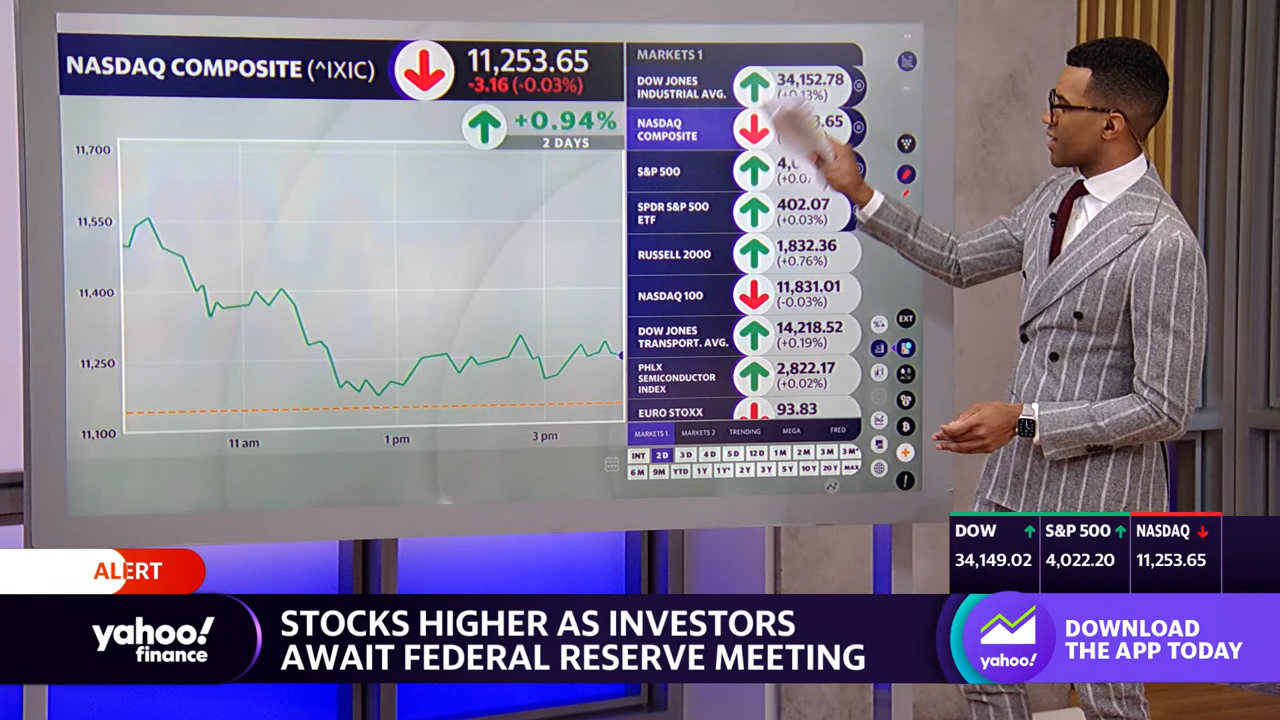 NASDAQ COMPOSITE (^IXIC)
11,253.65
-3.16 (-0.03%)
+0.94%
2 DAYS
11,700
11,550
11,400
11,250
11,100
11 am
1 pm
3 pm
MARKETS 1
DOW JONES
INDUSTRIAL AVG.
34,152.78
NASDAQ
COMPOSITE
S&P 500
SPDR S&P 500
ETF
402.07
(+0.03%)
RUSSELL 2000
1,832.36
(+0.76%)
NASDAQ 100
11,831.01
(-0.03%)
DOW JONES
TRANSPORT. AVG.
14,218.52
(+0.19%)
PHLX
SEMICONDUCTOR
INDEX
2,822.17
(+0.02%)
EURO STOXX
93.83
MARKETS 1 MARKETS 2 TRENDING MEGA FRED
INT 2D 3D 4D 5D 12D 1M 2M 3M 3M*
6M 9M YTD 1Y 1Y* 2Y 3Y 5Y 10Y 20Y MAX
EXT
DOW
34,149.02
S&P 500
4,022.20
NASDAQ
11,253.65
ALERT
yahoo!
finance
STOCKS HIGHER AS INVESTORS
AWAIT FEDERAL RESERVE MEETING
yahoo!
DOWNLOAD
THE APP TODAY